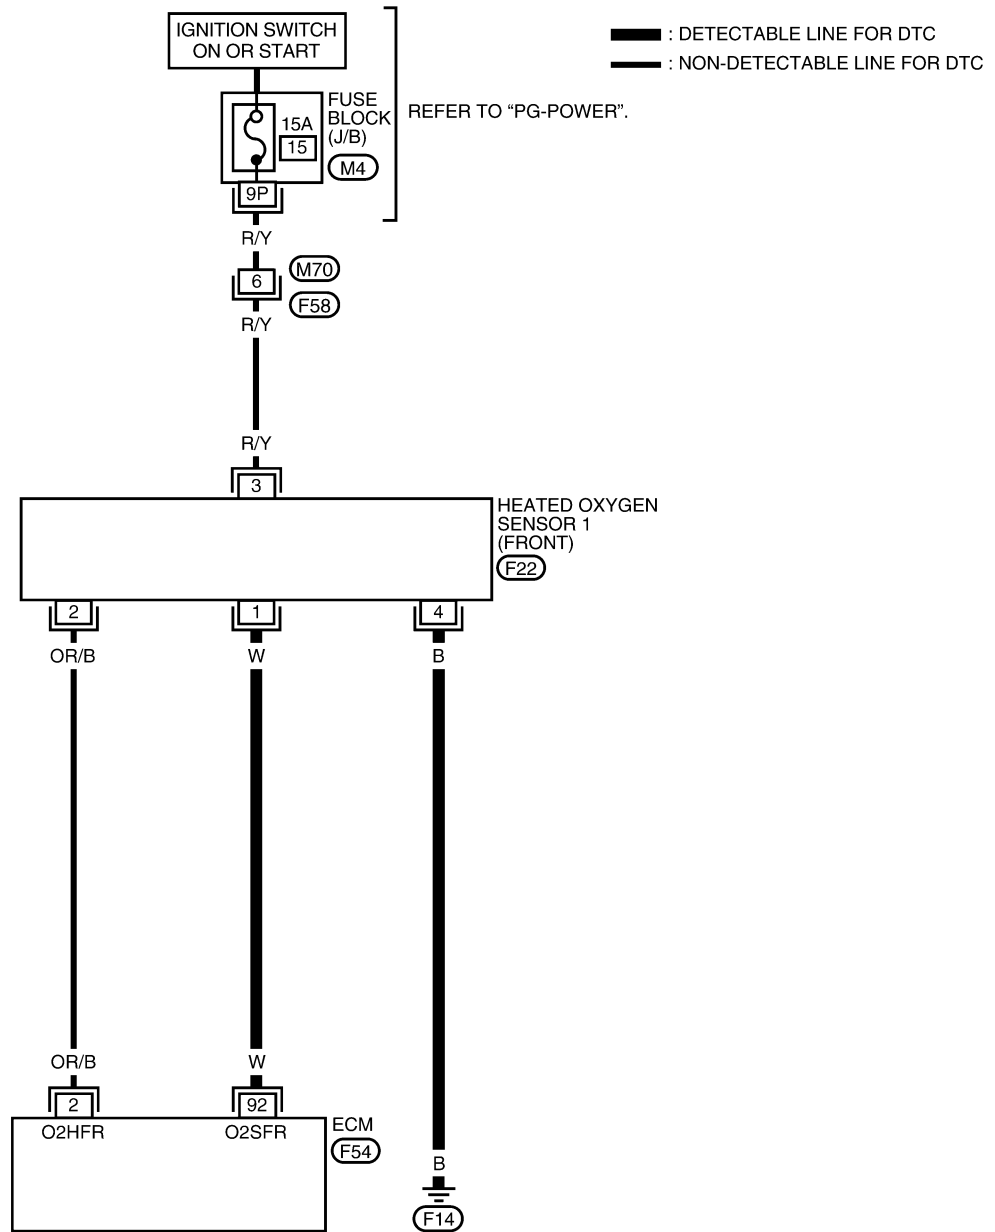 IGNITION SWITCH
ON OR START
: DETECTABLE LINE FOR DTC
: NON-DETECTABLE LINE FOR DTC
FUSE
BLOCK
(J/B)
15A
15
M4
REFER TO “PG-POWER”.
9P
R/Y
M70
6
F58
R/Y
R/Y
3
HEATED OXYGEN
SENSOR 1
(FRONT)
F22
2
1
4
OR/B
W
B
OR/B
W
2
92
O2HFR
O2SFR
ECM
F54
B
F14